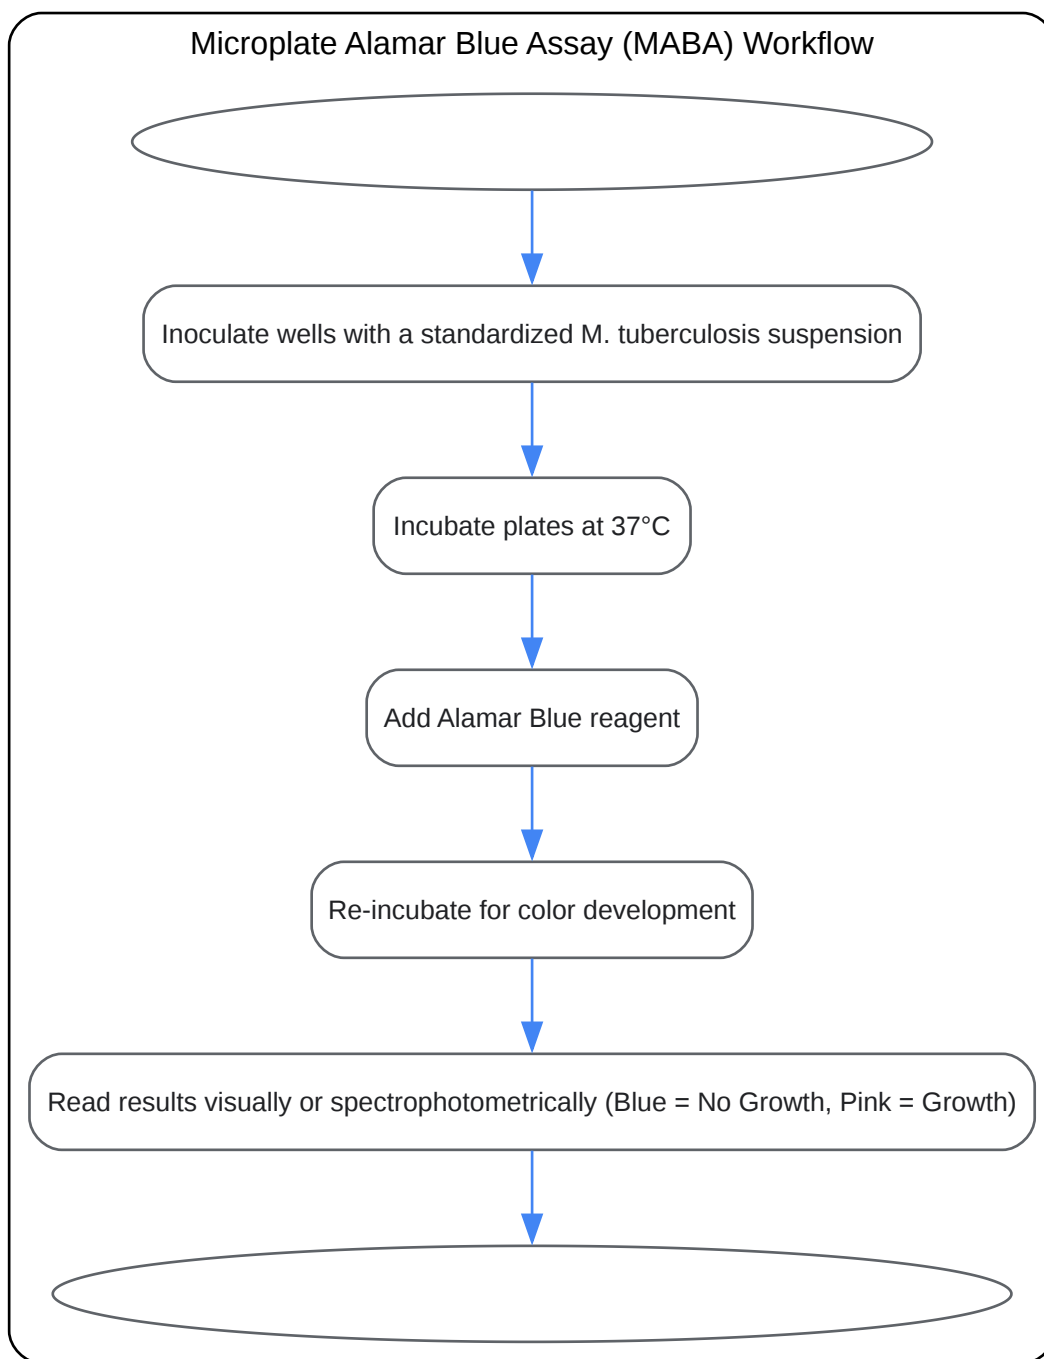 Microplate Alamar Blue Assay (MABA) Workflow
Inoculate wells with a standardized M. tuberculosis suspension
Incubate plates at 37°C
Add Alamar Blue reagent
Re-incubate for color development
Read results visually or spectrophotometrically (Blue = No Growth, Pink = Growth)